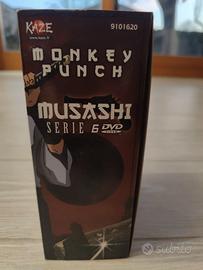 KAZE
9101620
MONKEY
PUNCH
MUSASHI
SERIE 6 DVD
subito